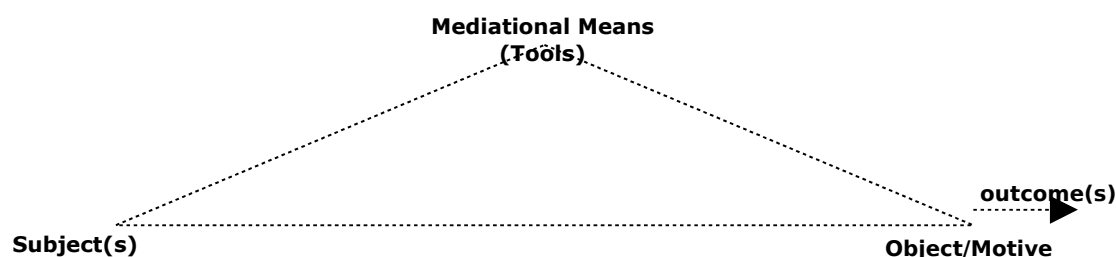 Mediational Means
(Tools)
outcome(s)
Subject(s)
Object/Motive